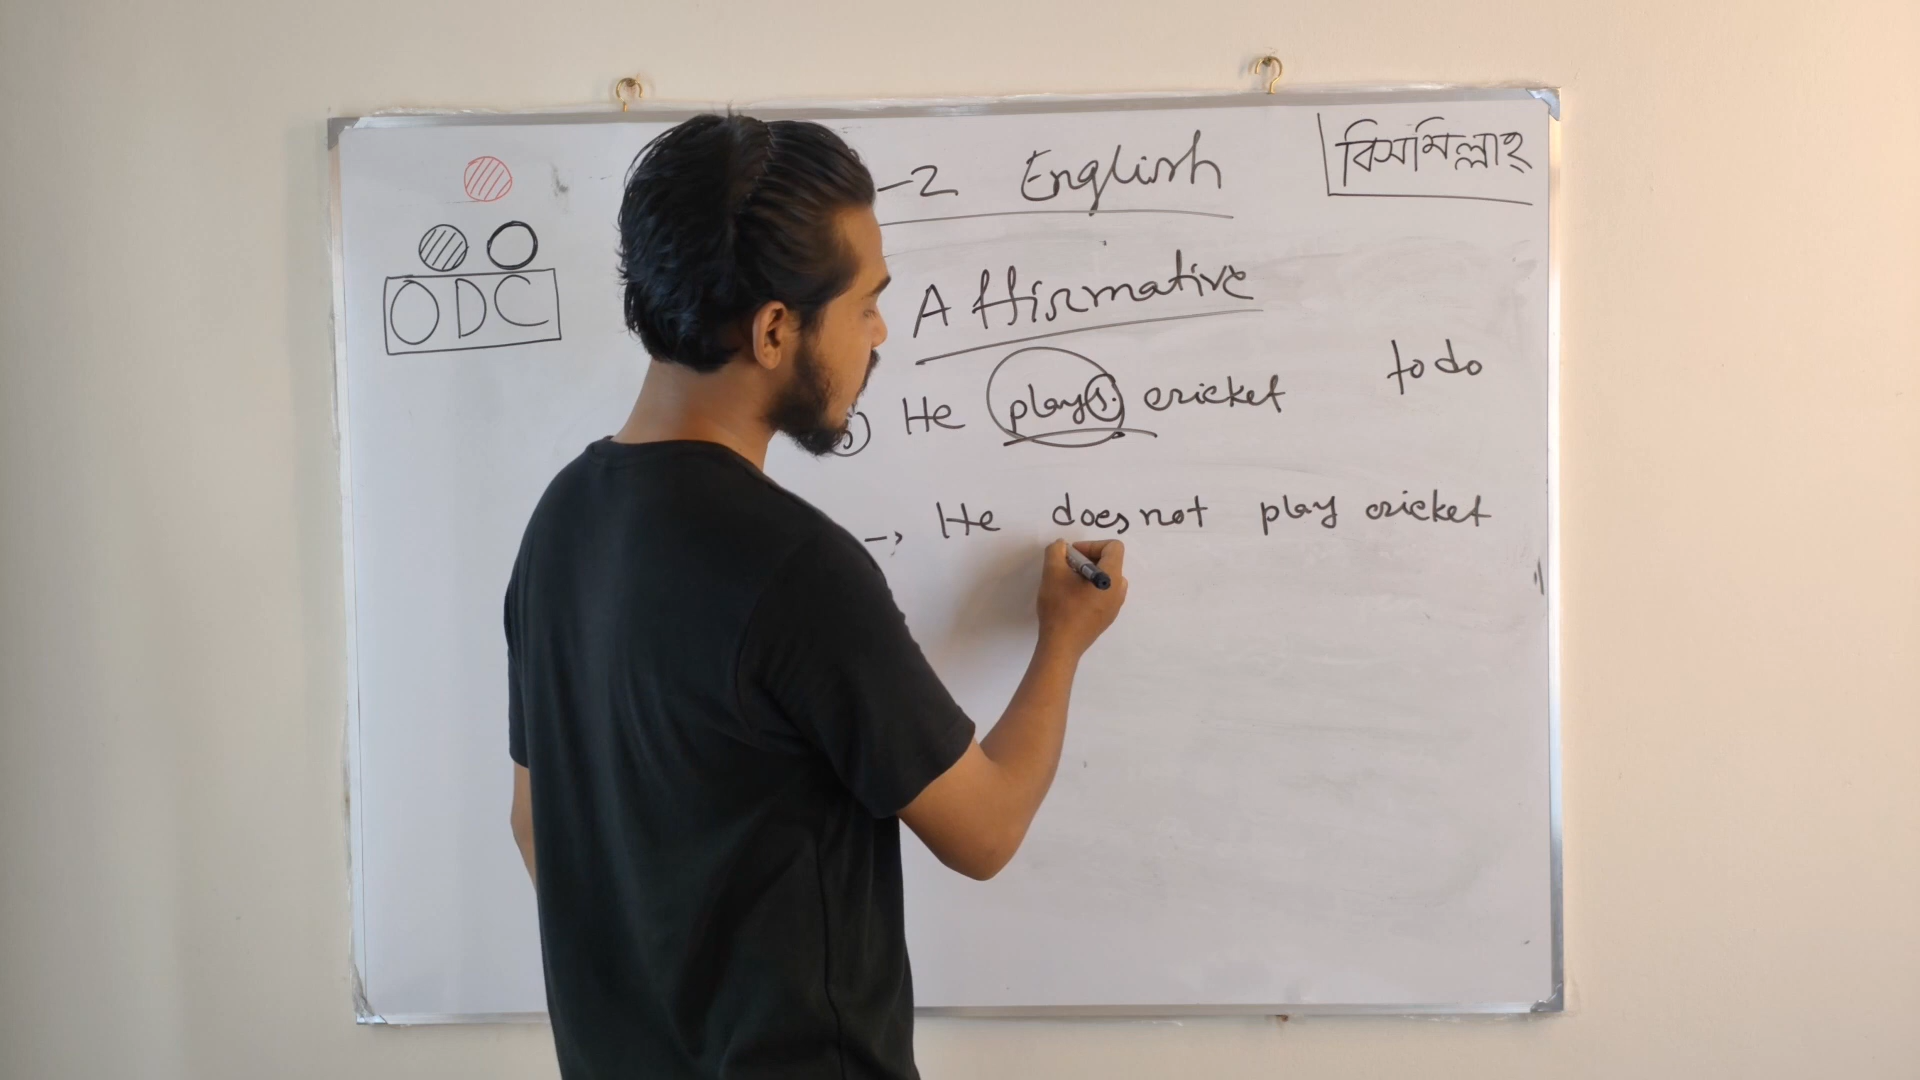 -2 English
বিসমিল্লাহ
ODC
Affirmative
He plays. cricket
to do
→ He does not play cricket